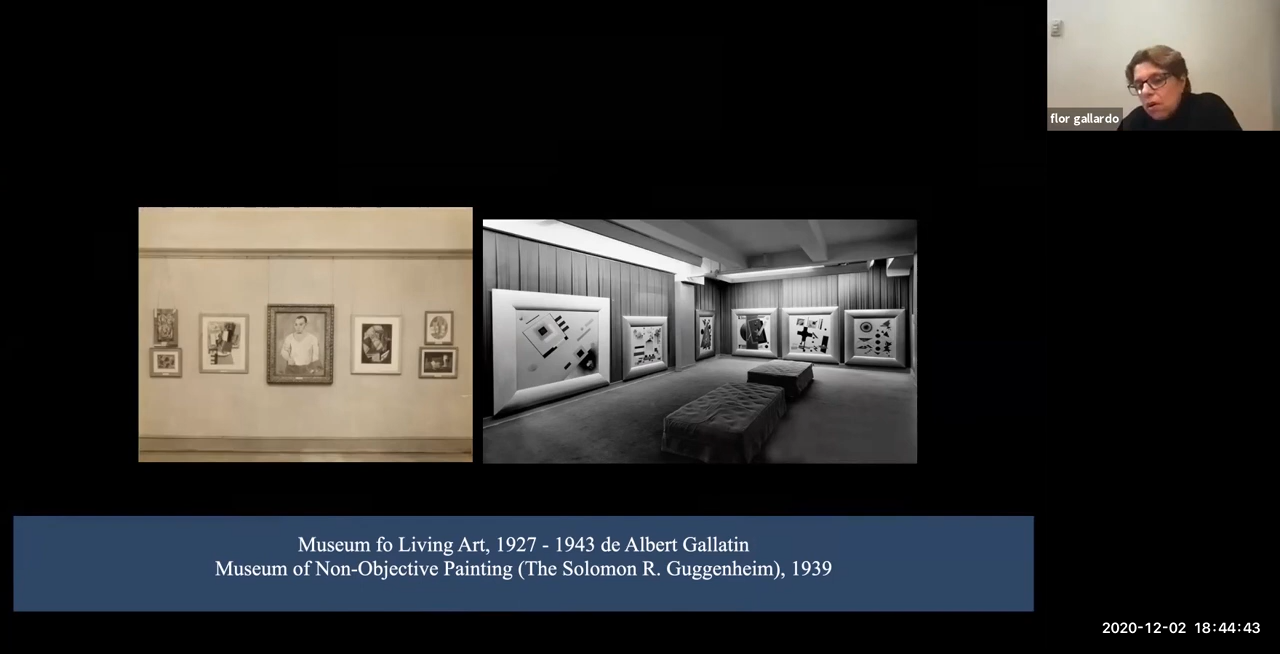 flor gallardo
Museum fo Living Art, 1927 - 1943 de Albert Gallatin
Museum of Non-Objective Painting (The Solomon R. Guggenheim), 1939
2020-12-02 18:44:43